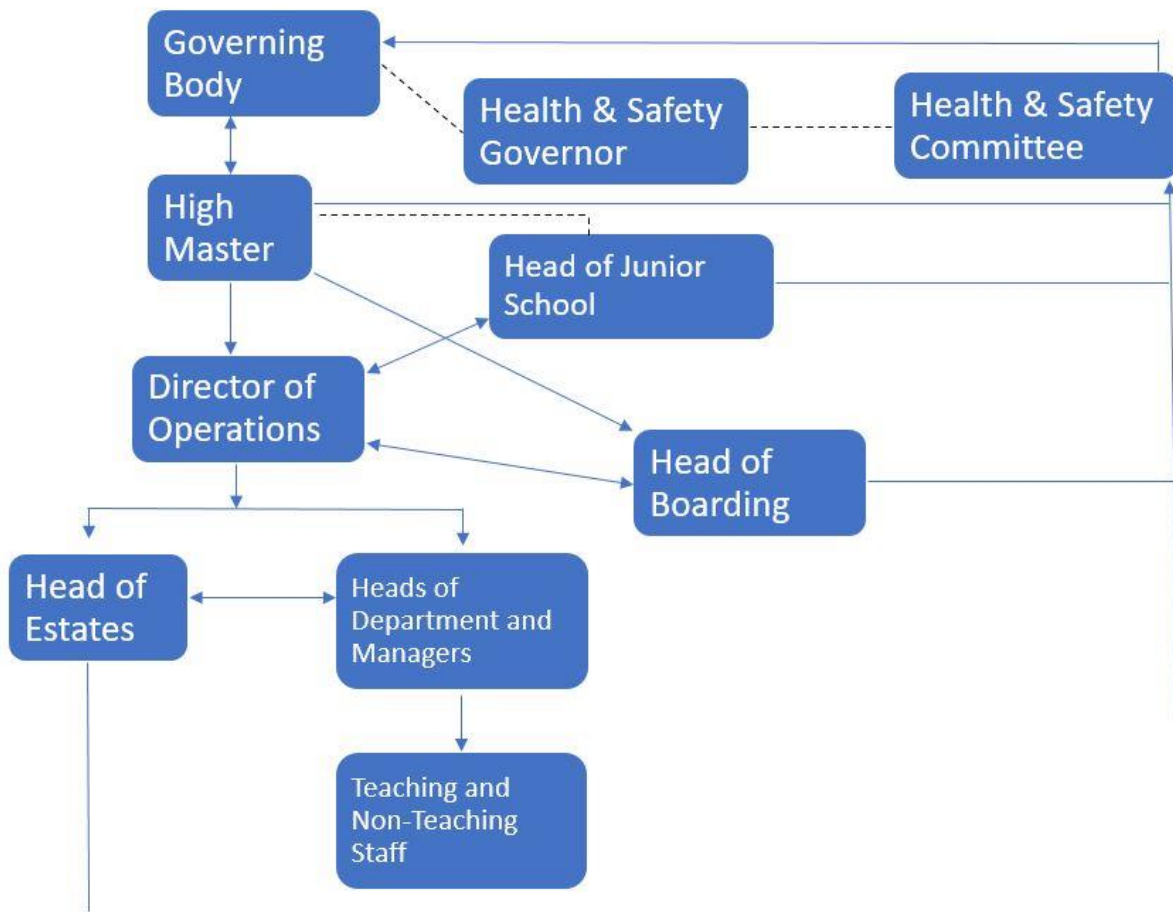 Governing
Body
Health & Safety
Governor
Health & Safety
Committee
High
Master
Head of Junior
School
Director of
Operations
Head of
Boarding
Head of
Estates
Heads of
Department and
Managers
Teaching and
Non-Teaching
Staff